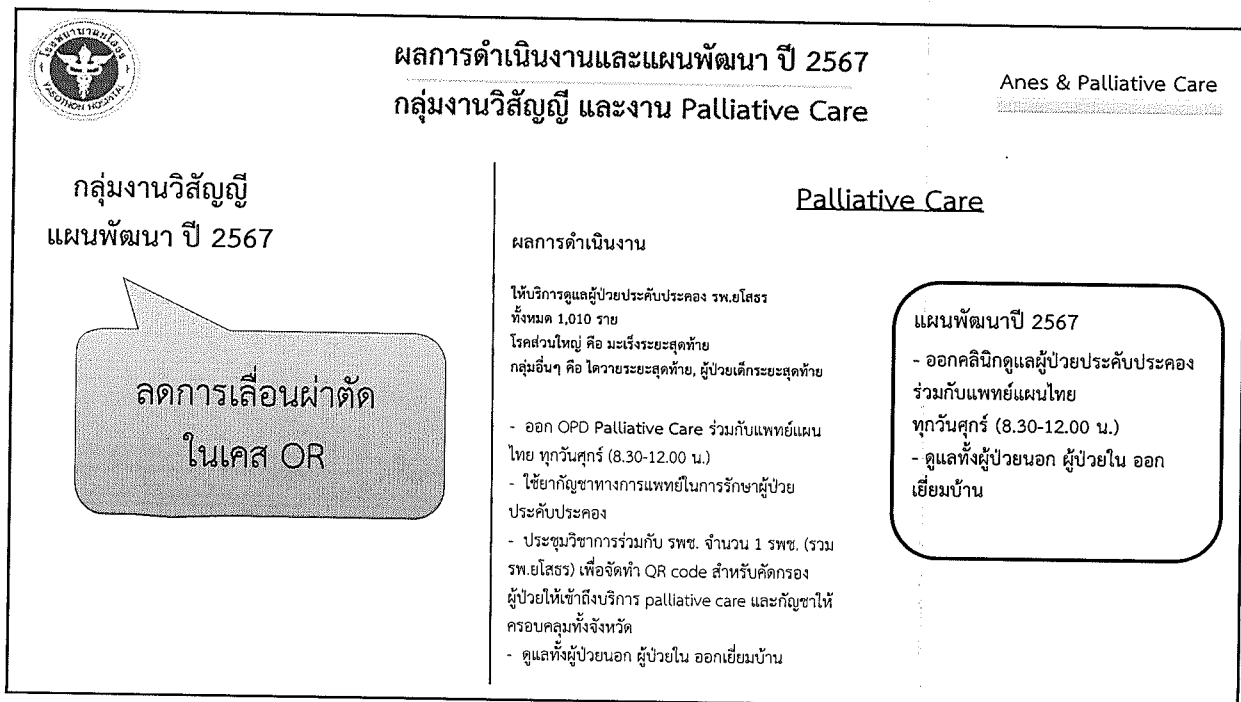 โรงพยาบาลยโสธร
YASOTHON HOSPITAL
ผลการดำเนินงานและแผนพัฒนา ปี 2567
กลุ่มงานวิสัญญี และงาน Palliative Care
Anes & Palliative Care
กลุ่มงานวิสัญญี
แผนพัฒนา ปี 2567
ลดการเลื่อนผ่าตัด
ในเคส OR
Palliative Care
ผลการดำเนินงาน
ให้บริการดูแลผู้ป่วยประคับประคอง รพ.ยโสธร
ทั้งหมด 1,010 ราย
โรคส่วนใหญ่ คือ มะเร็งระยะสุดท้าย
กลุ่มอื่นๆ คือ ไตวายระยะสุดท้าย, ผู้ป่วยเด็กระยะสุดท้าย
- ออก OPD Palliative Care ร่วมกับแพทย์แผน
ไทย ทุกวันศุกร์ (8.30-12.00 น.)
- ใช้ยากัญชาทางการแพทย์ในการรักษาผู้ป่วย
ประคับประคอง
- ประชุมวิชาการร่วมกับ รพช. จำนวน 1 รพช. (รวม
รพ.ยโสธร) เพื่อจัดทำ QR code สำหรับคัดกรอง
ผู้ป่วยให้เข้าถึงบริการ palliative care และกัญชาให้
ครอบคลุมทั้งจังหวัด
- ดูแลทั้งผู้ป่วยนอก ผู้ป่วยใน ออกเยี่ยมบ้าน
แผนพัฒนาปี 2567
- ออกคลินิกดูแลผู้ป่วยประคับประคอง
ร่วมกับแพทย์แผนไทย
ทุกวันศุกร์ (8.30-12.00 น.)
- ดูแลทั้งผู้ป่วยนอก ผู้ป่วยใน ออก
เยี่ยมบ้าน